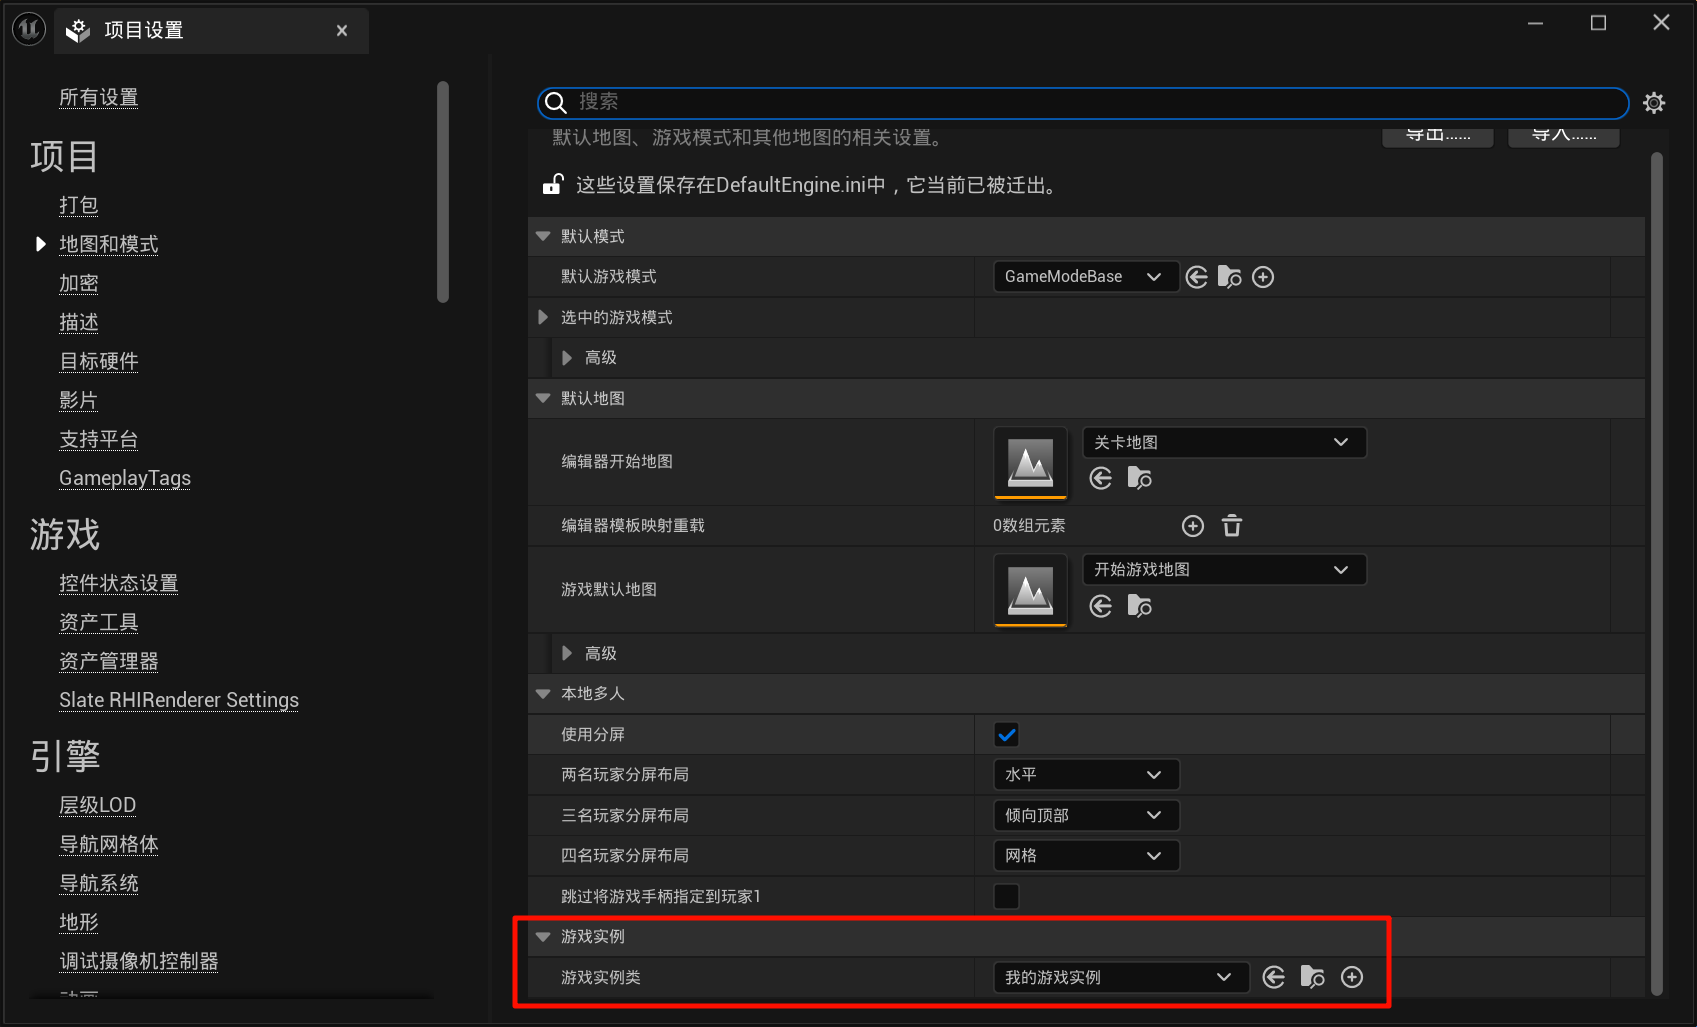 项目设置
所有设置
项目
打包
地图和模式
加密
描述
目标硬件
影片
支持平台
GameplayTags
游戏
控件状态设置
资产工具
资产管理器
Slate RHIRenderer Settings
引擎
层级LOD
导航网格体
导航系统
地形
调试摄像机控制器
动画
搜索
默认地图、游戏模式和其他地图的相关设置。
导出......
导入......
这些设置保存在DefaultEngine.ini中，它当前已被迁出。
默认模式
默认游戏模式
GameModeBase
选中的游戏模式
高级
默认地图
编辑器开始地图
关卡地图
编辑器模板映射重载
0数组元素
游戏默认地图
开始游戏地图
高级
本地多人
使用分屏
两名玩家分屏布局
水平
三名玩家分屏布局
倾向顶部
四名玩家分屏布局
网格
跳过将游戏手柄指定到玩家1
游戏实例
游戏实例类
我的游戏实例